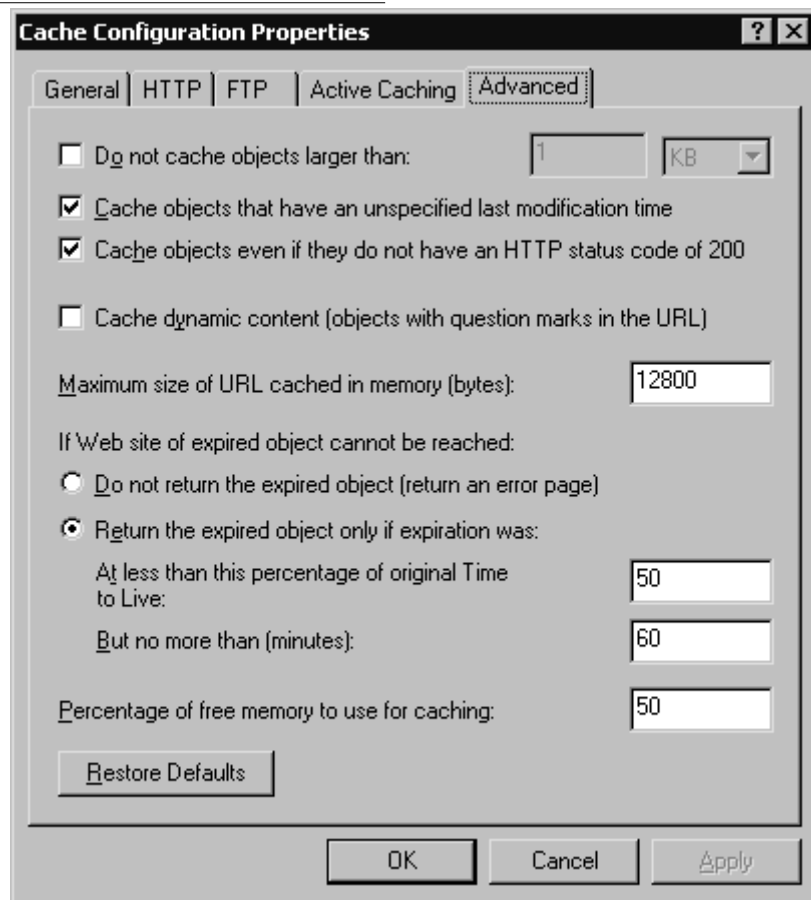 Cache Configuration Properties
General HTTP FTP Active Caching Advanced
Do not cache objects larger than: 1 KB
Cache objects that have an unspecified last modification time
Cache objects even if they do not have an HTTP status code of 200
Cache dynamic content (objects with question marks in the URL)
Maximum size of URL cached in memory (bytes): 12800
If Web site of expired object cannot be reached:
Do not return the expired object (return an error page)
Return the expired object only if expiration was:
At less than this percentage of original Time
to Live: 50
But no more than (minutes): 60
Percentage of free memory to use for caching: 50
Restore Defaults
OK Cancel Apply